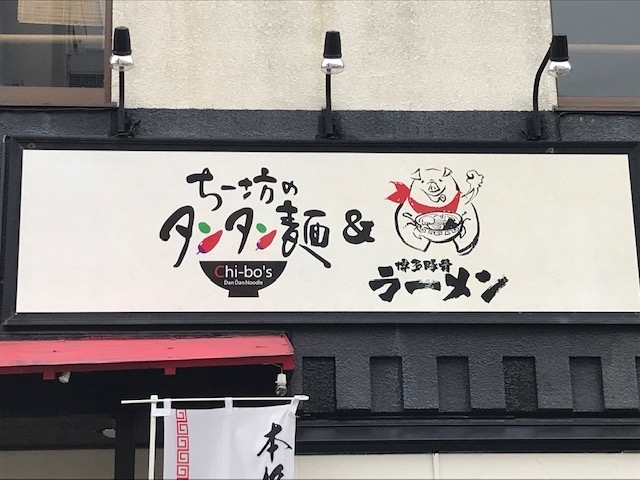 ちー坊の
タンタン麺
Chi-bo's
Dan Dan Noodle
&
博多豚骨
ラーメン
本